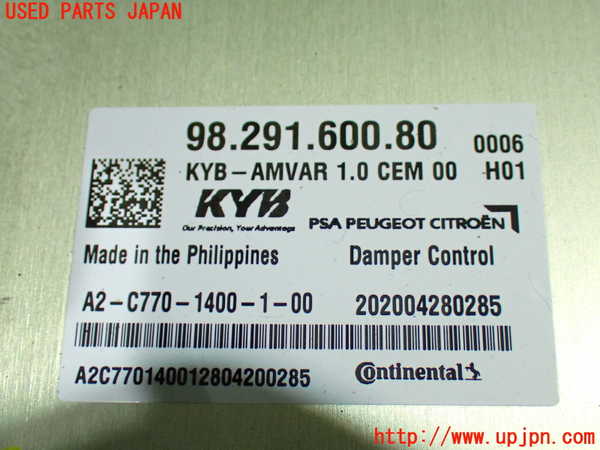 USED PARTS JAPAN
98.291.600.80 0006
KYB-AMVAR 1.0 CEM 00 H01
KYB
Our Precision, Your Advantage
PSA PEUGEOT CITROËN
Made in the Philippines Damper Control
A2-C770-1400-1-00 202004280285
A2C770140012804200285 Continental
http://www.upjpn.com/